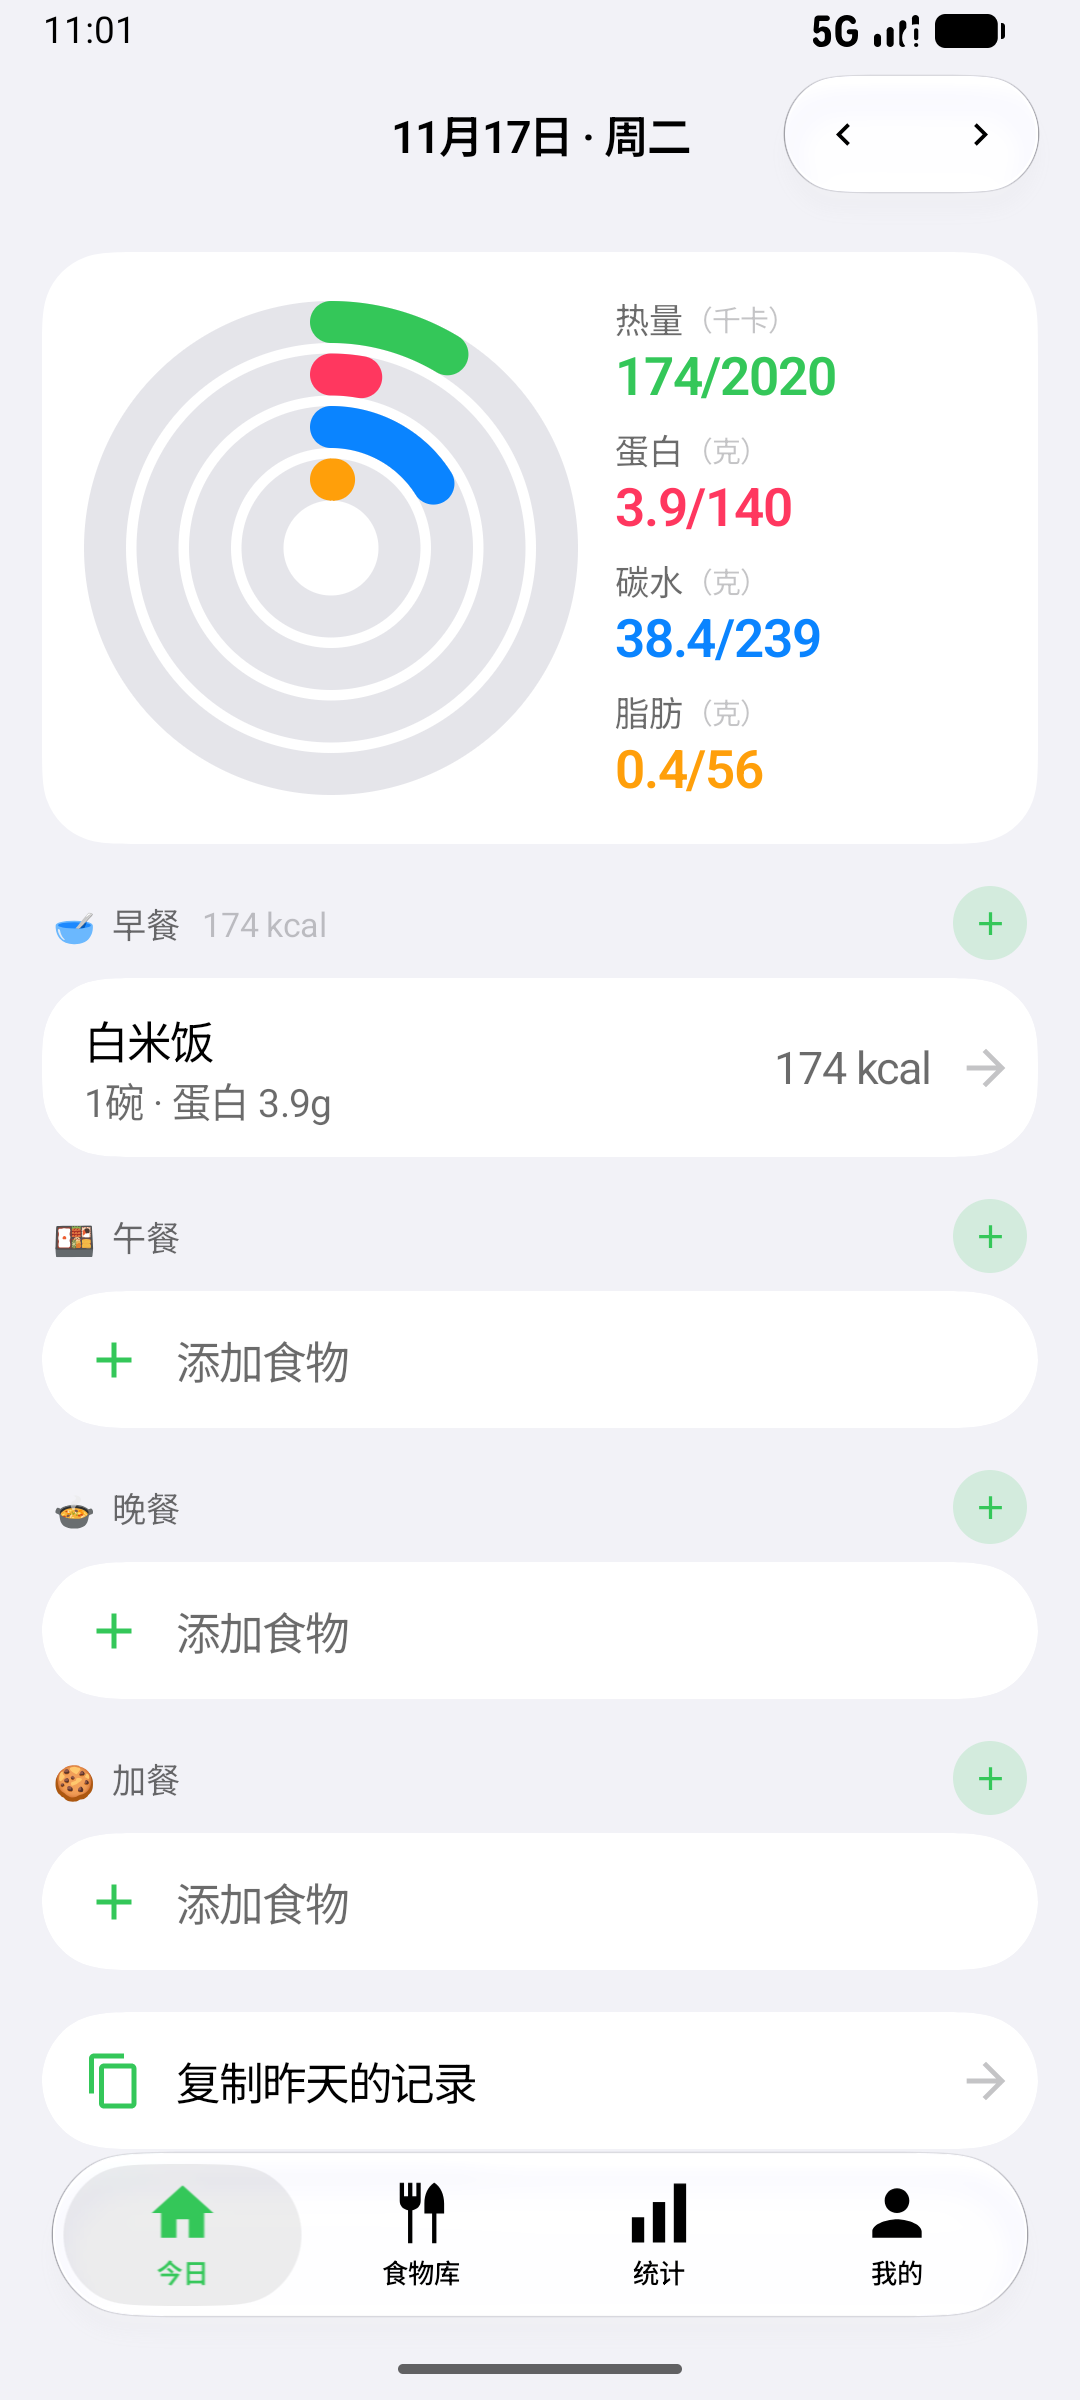 11:01
5G
11月17日 · 周二
热量（千卡）
174/2020
蛋白（克）
3.9/140
碳水（克）
38.4/239
脂肪（克）
0.4/56
早餐 174 kcal
白米饭
1碗 · 蛋白 3.9g
174 kcal
午餐
添加食物
晚餐
添加食物
加餐
添加食物
复制昨天的记录
今日
食物库
统计
我的